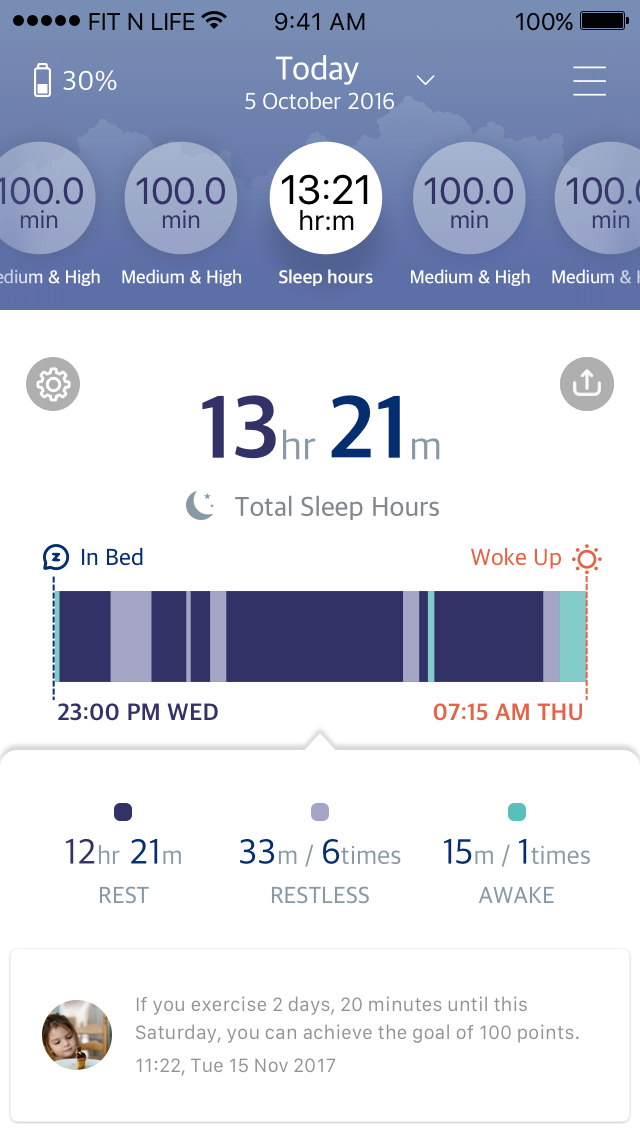 FIT N LIFE 9:41 AM 100%
30% Today
5 October 2016
100.0 100.0 13:21 100.0 100.
min min hr:m min min
edium & High Medium & High Sleep hours Medium & High Medium & H
13hr 21m
Total Sleep Hours
z In Bed Woke Up
23:00 PM WED 07:15 AM THU
12hr 21m 33m / 6times 15m / 1times
REST RESTLESS AWAKE
If you exercise 2 days, 20 minutes until this
Saturday, you can achieve the goal of 100 points.
11:22, Tue 15 Nov 2017